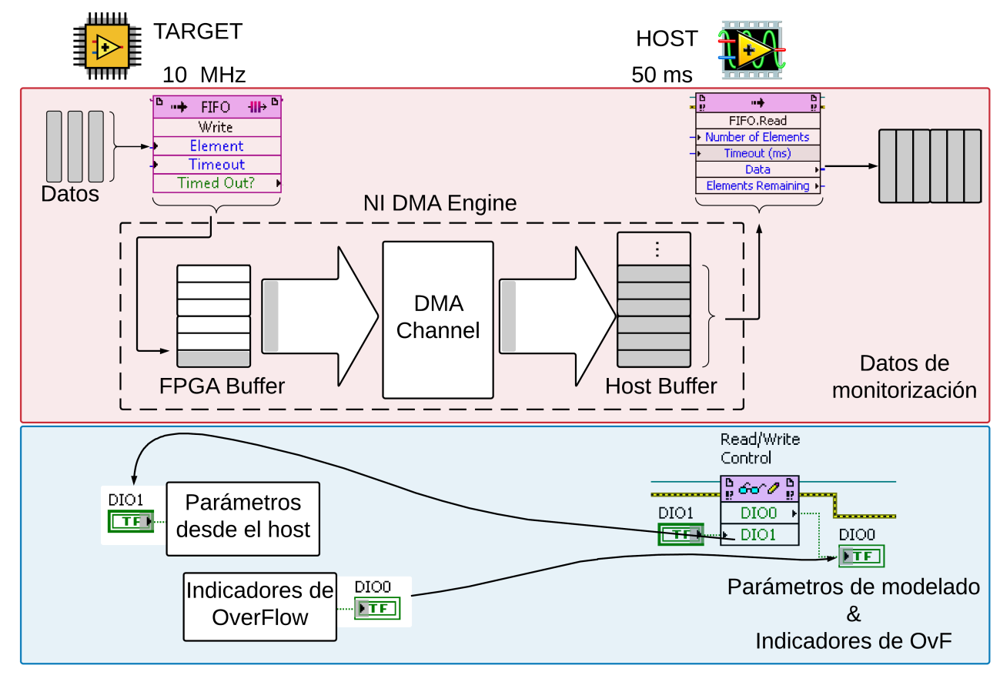 TARGET
10 MHz
HOST
50 ms
Datos
FIFO
Write
Element
Timeout
Timed Out?
FIFO.Read
Number of Elements
Timeout (ms)
Data
Elements Remaining
NI DMA Engine
DMA
Channel
FPGA Buffer
Host Buffer
Datos de
monitorización
DIO1
TF
Parámetros
desde el host
Indicadores de
OverFlow
DIO0
TF
Read/Write
Control
DIO1
TF
DIO0
DIO1
DIO0
TF
Parámetros de modelado
&
Indicadores de OvF